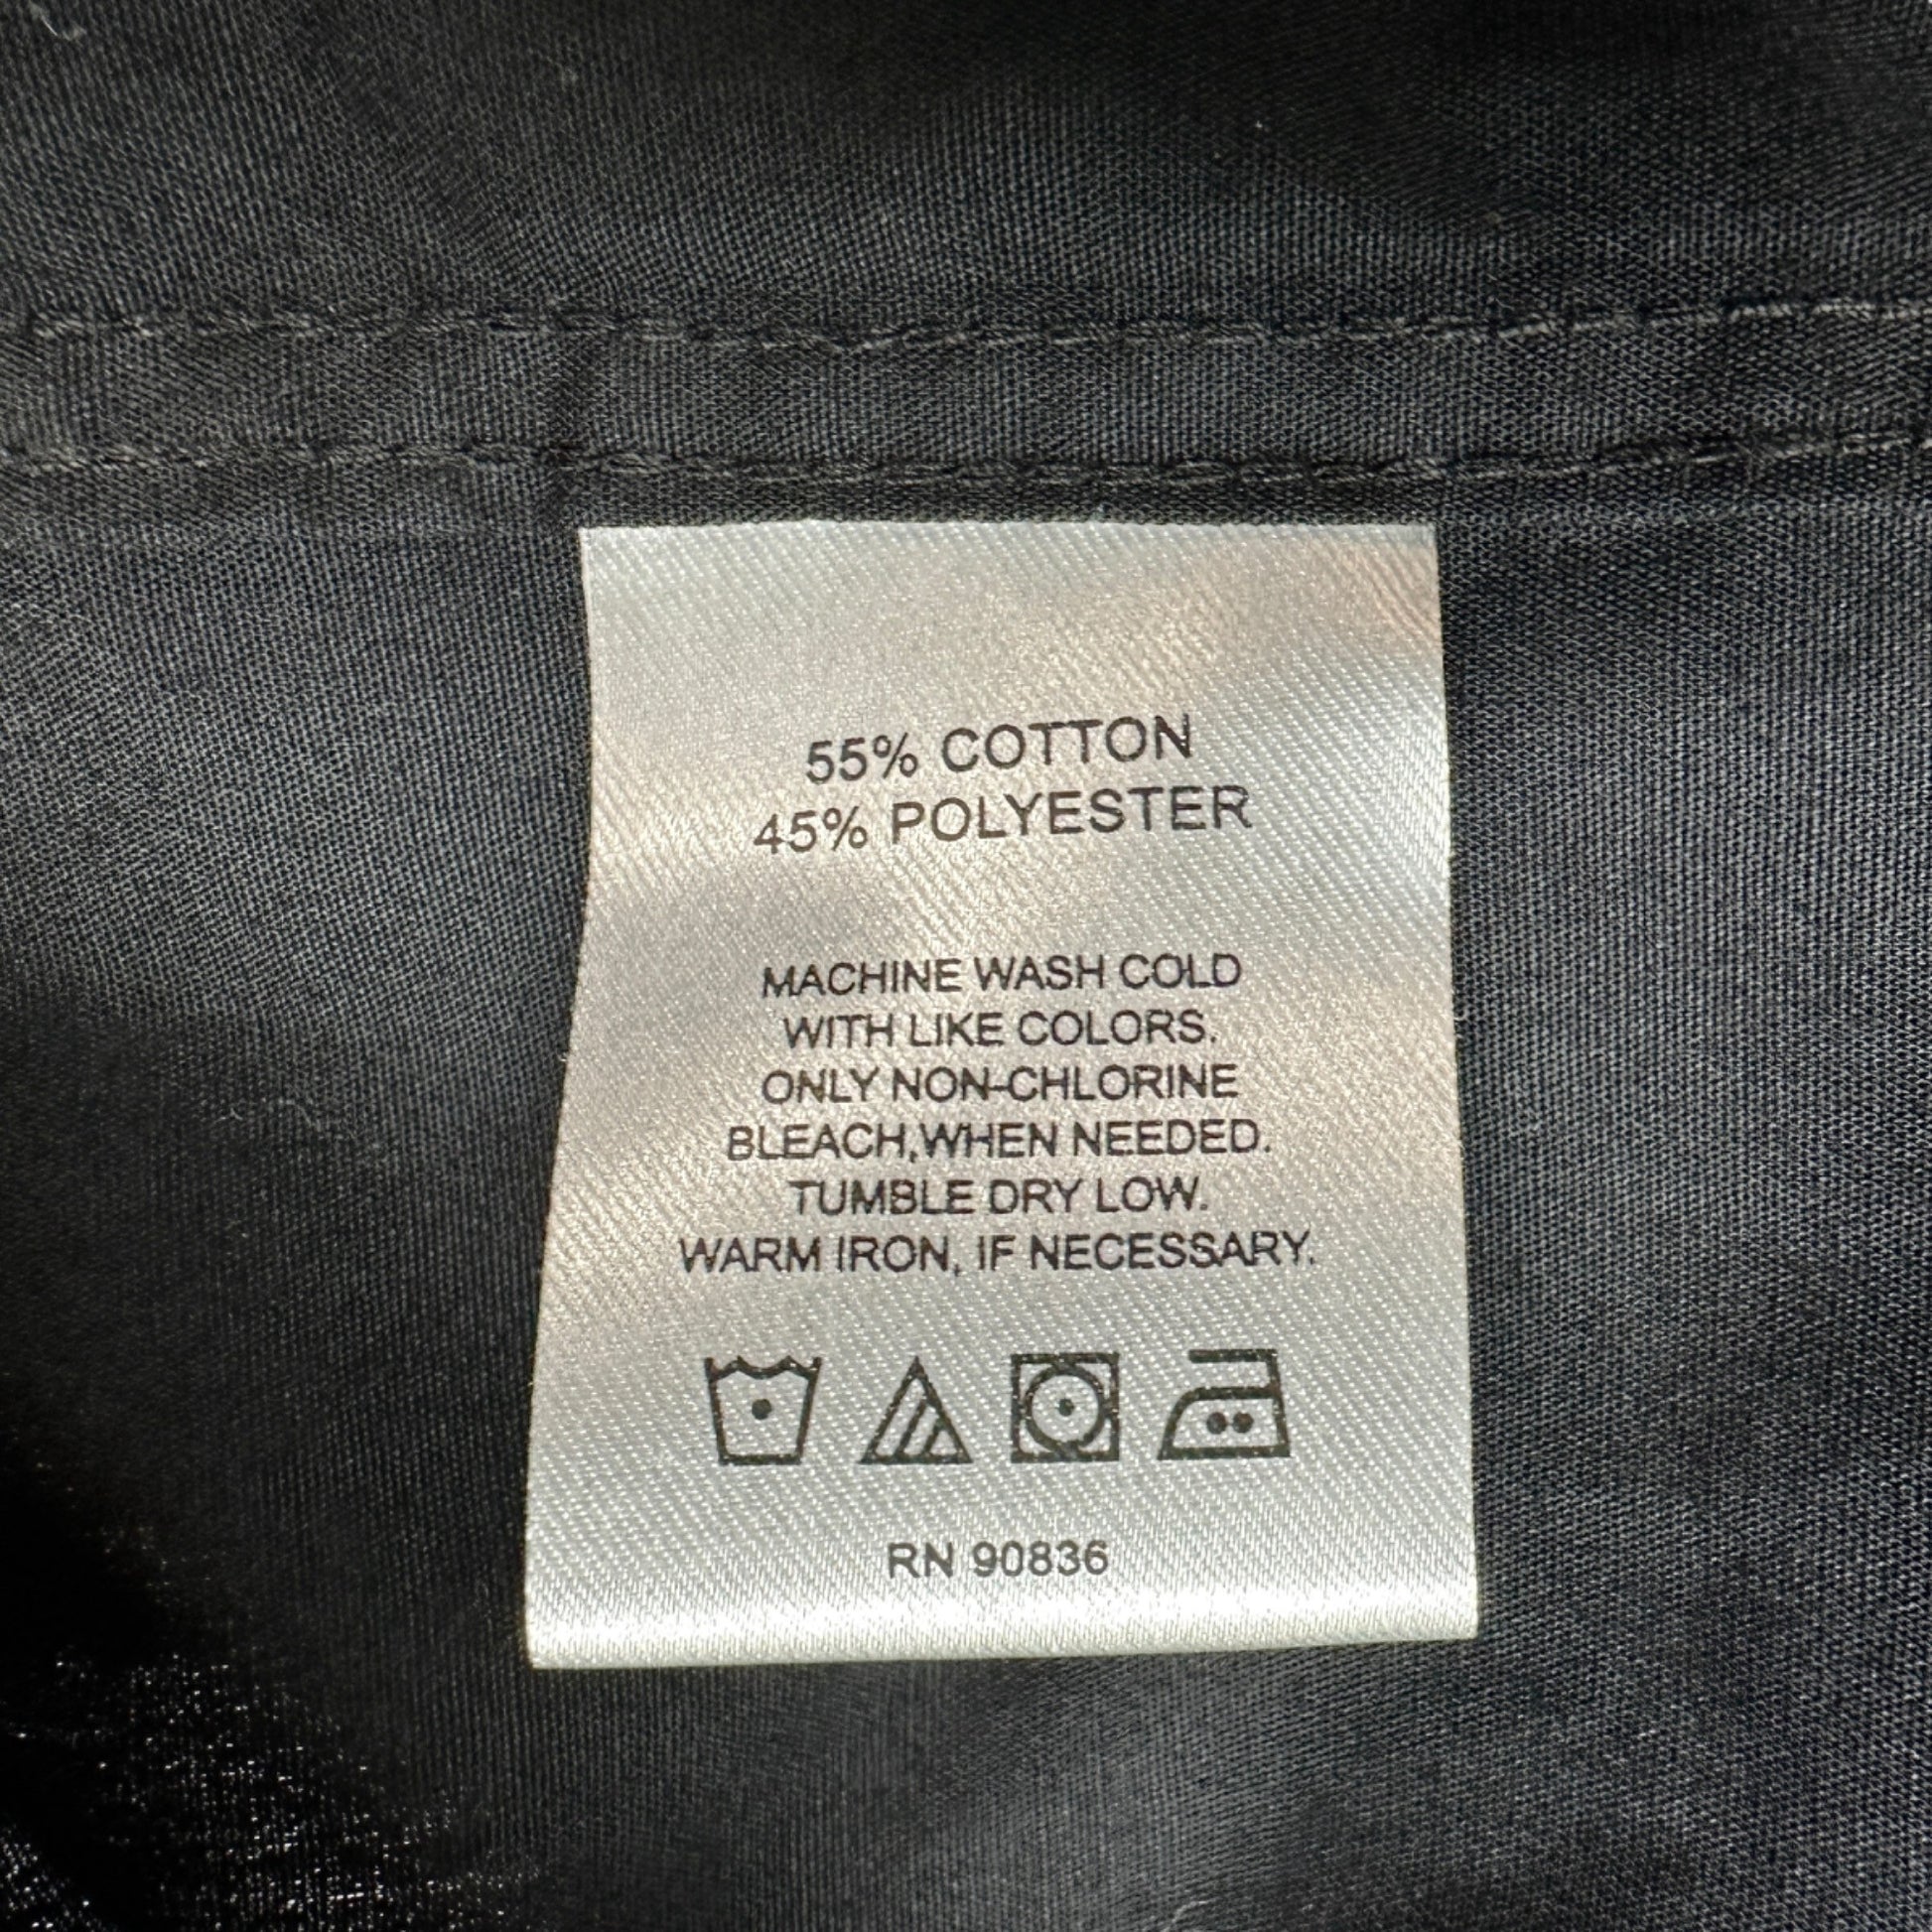 55% COTTON
45% POLYESTER
MACHINE WASH COLD
WITH LIKE COLORS.
ONLY NON-CHLORINE
BLEACH,WHEN NEEDED.
TUMBLE DRY LOW.
WARM IRON, IF NECESSARY.
RN 90836